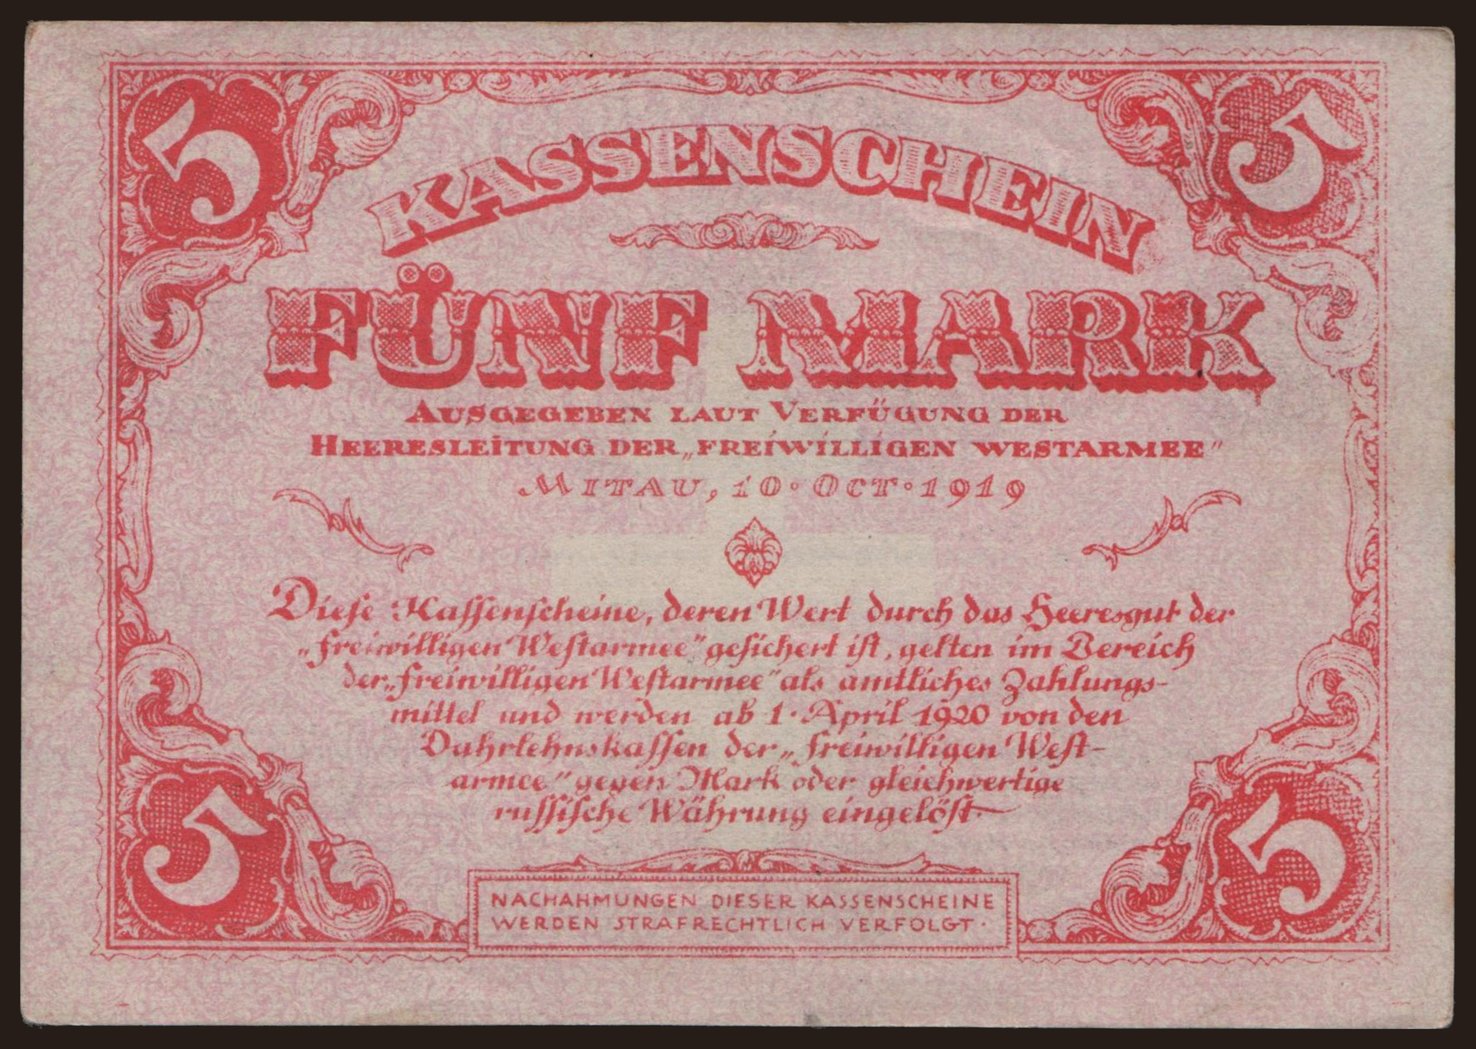 5 5
KASSENSCHEIN
FÜNF MARK
AUSGEGEBEN LAUT VERFÜGUNG DER
HEERESLEITUNG DER „FREIWILLIGEN WESTARMEE"
MITAU, 10. OCT. 1919
Diese Kassenscheine, deren Wert durch das Heeresgut der
„Freiwilligen Westarmee" gesichert ist, gelten im Bereich
der „Freiwilligen Westarmee" als amtliches Zahlungs-
mittel und werden ab 1. April 1920 von den
Dahrlehnskassen der „Freiwilligen West-
armee" gegen Mark oder gleichwertige
russische Währung eingelöst
NACHAHMUNGEN DIESER KASSENSCHEINE
WERDEN STRAFRECHTLICH VERFOLGT.
5 5